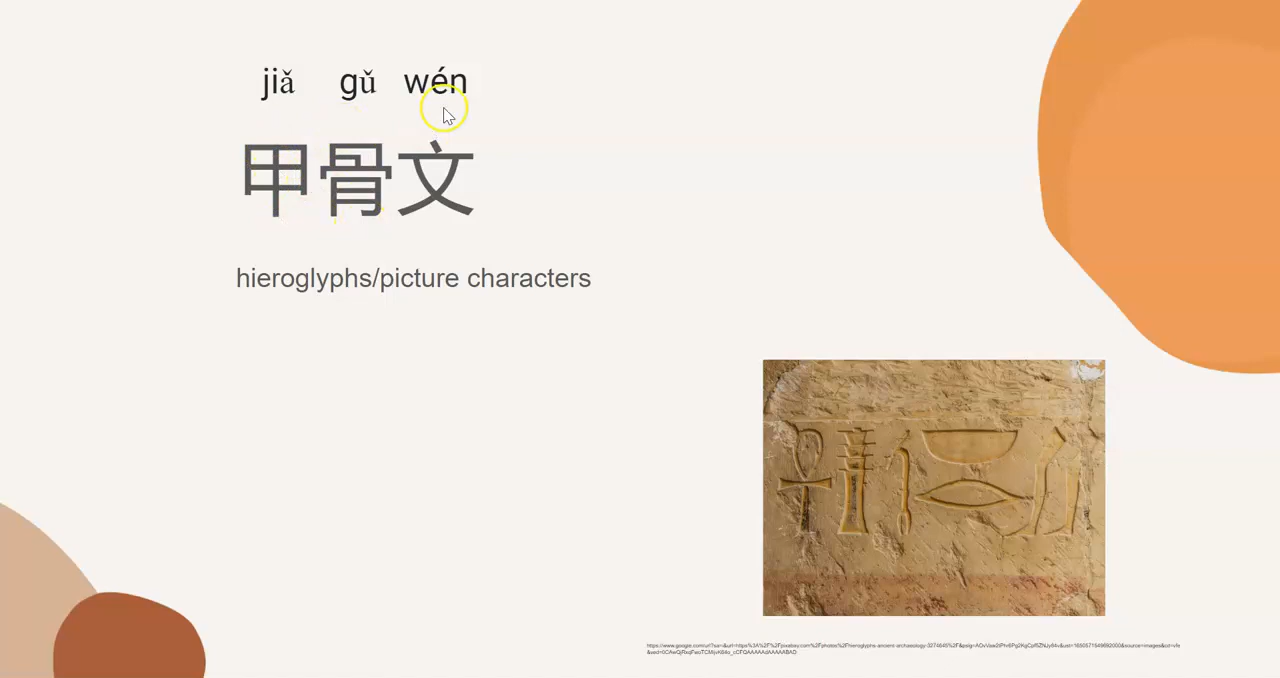 jiǎ gǔ wén
甲骨文
hieroglyphs/picture characters